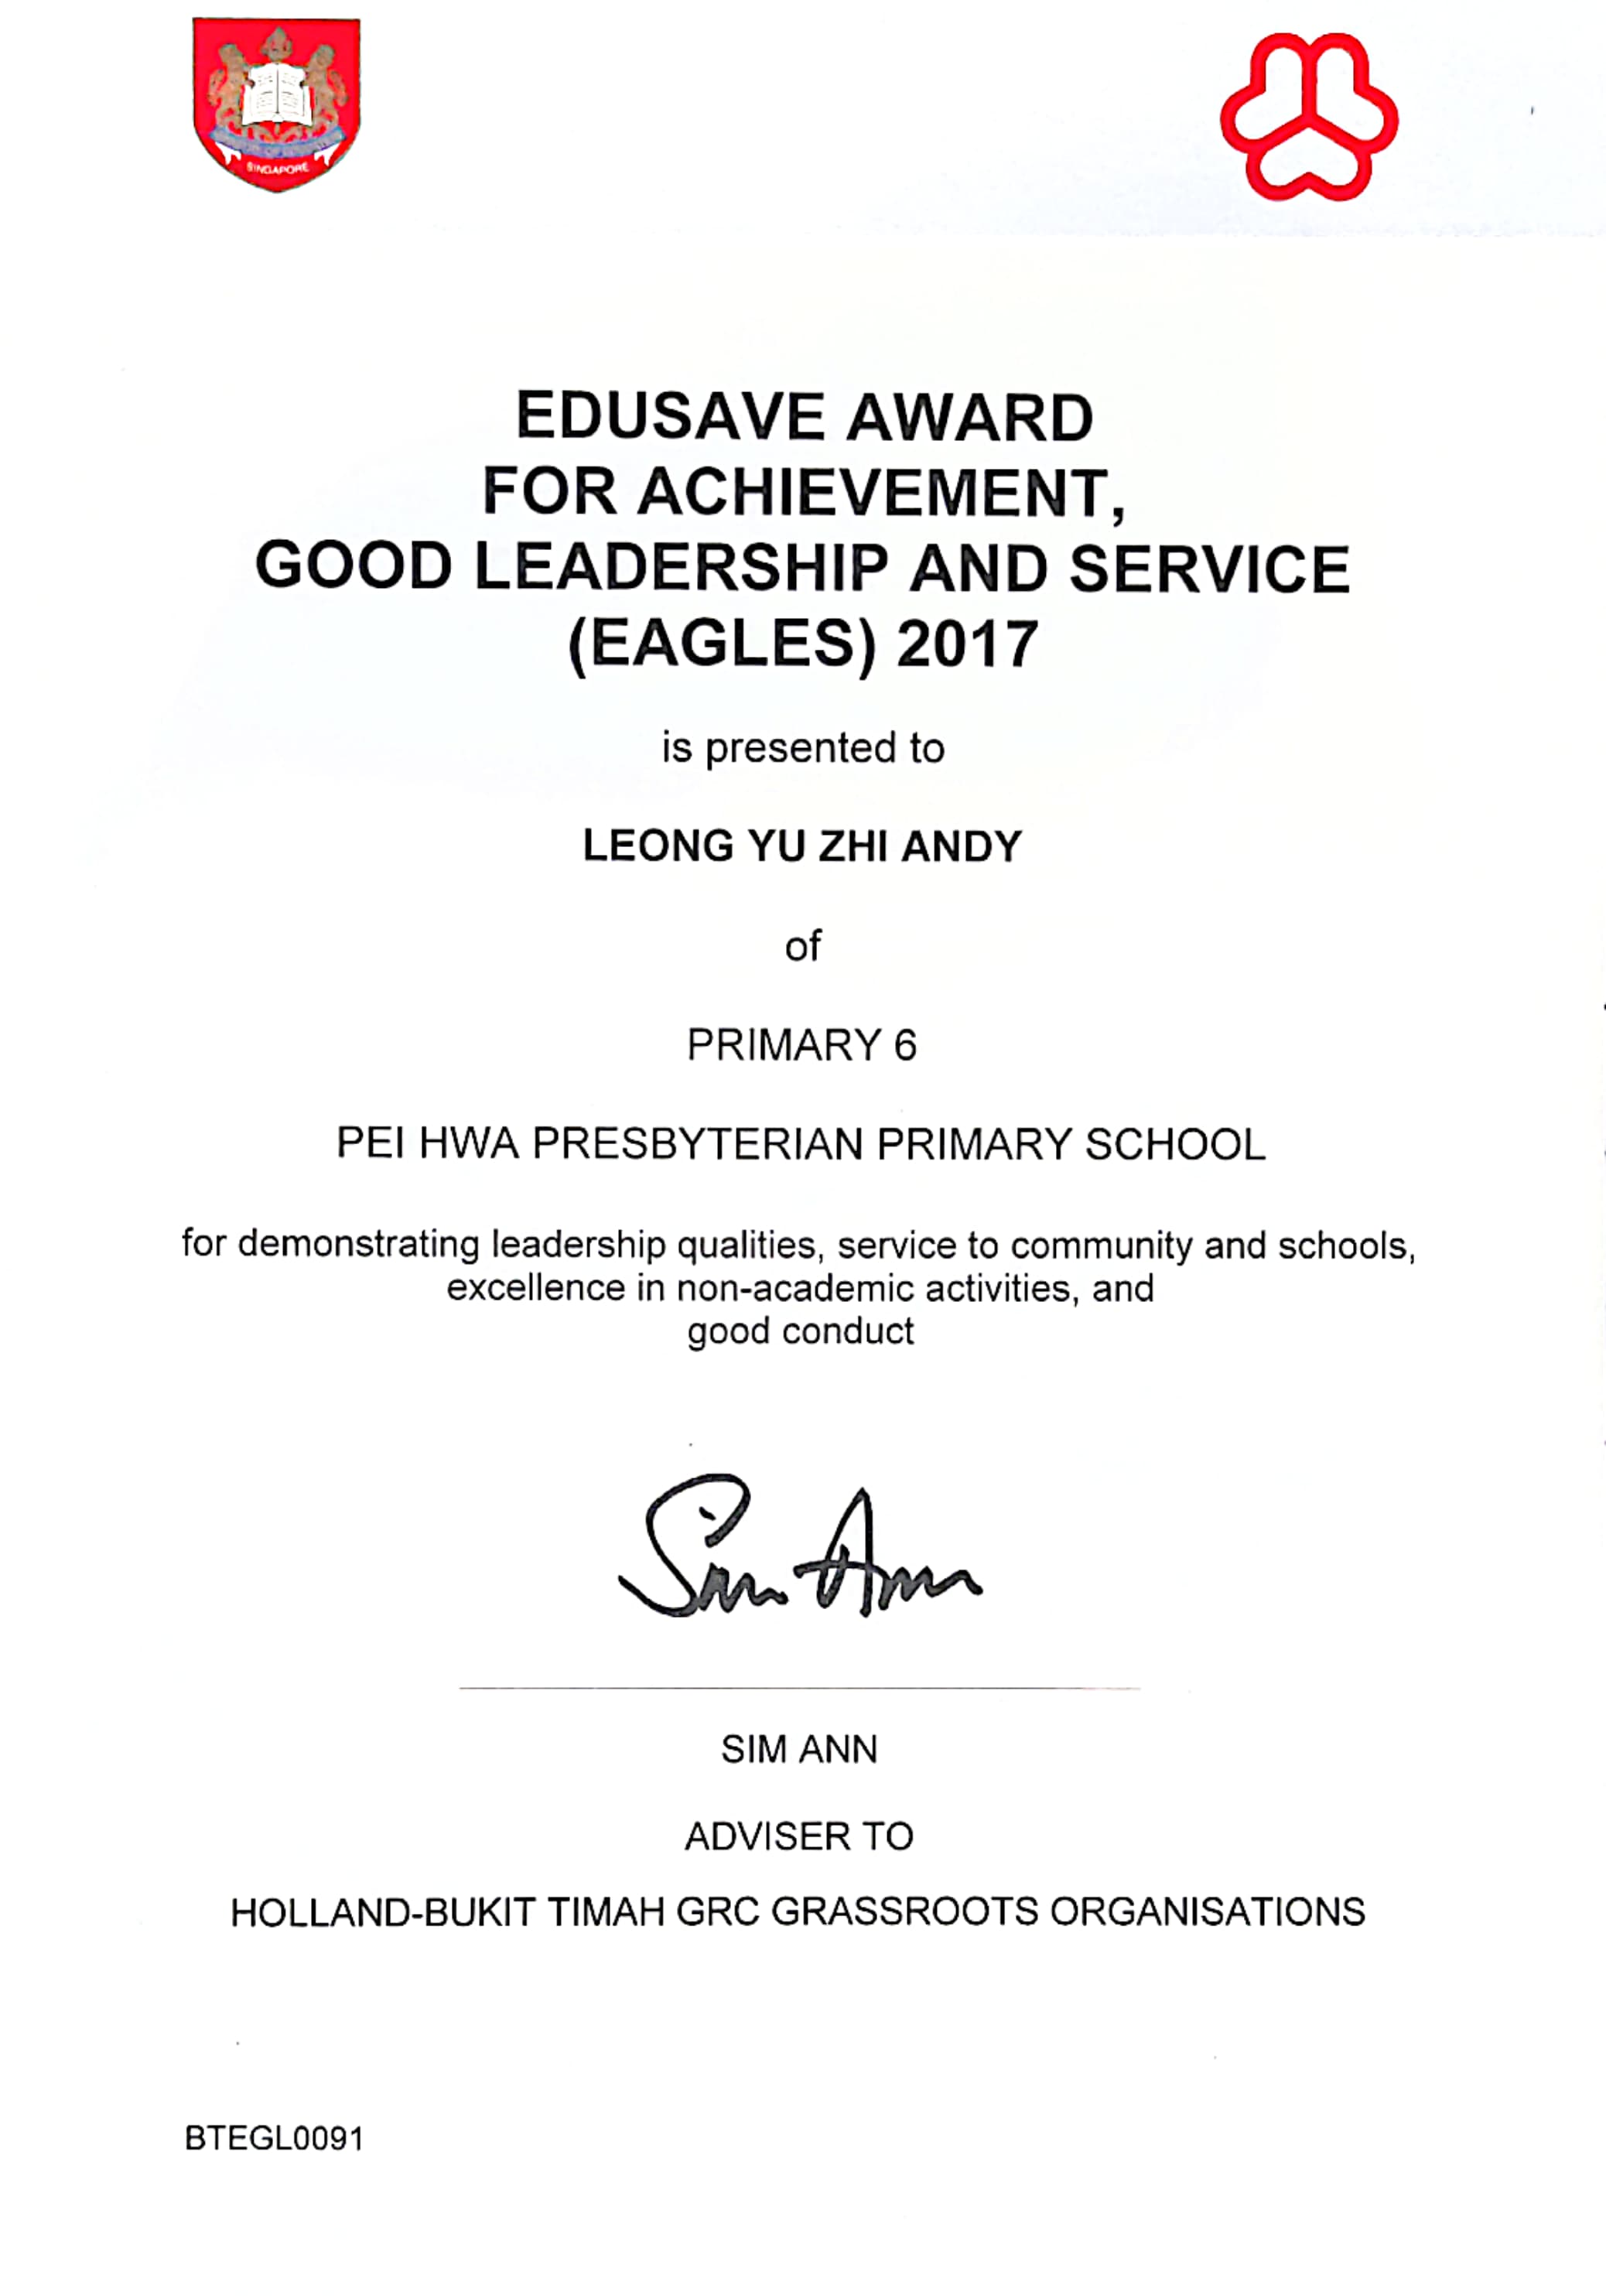 SINGAPORE
EDUSAVE AWARD
FOR ACHIEVEMENT,
GOOD LEADERSHIP AND SERVICE
(EAGLES) 2017
is presented to
LEONG YU ZHI ANDY
of
PRIMARY 6
PEI HWA PRESBYTERIAN PRIMARY SCHOOL
for demonstrating leadership qualities, service to community and schools,
excellence in non-academic activities, and
good conduct
Sim Ann
SIM ANN
ADVISER TO
HOLLAND-BUKIT TIMAH GRC GRASSROOTS ORGANISATIONS
BTEGL0091